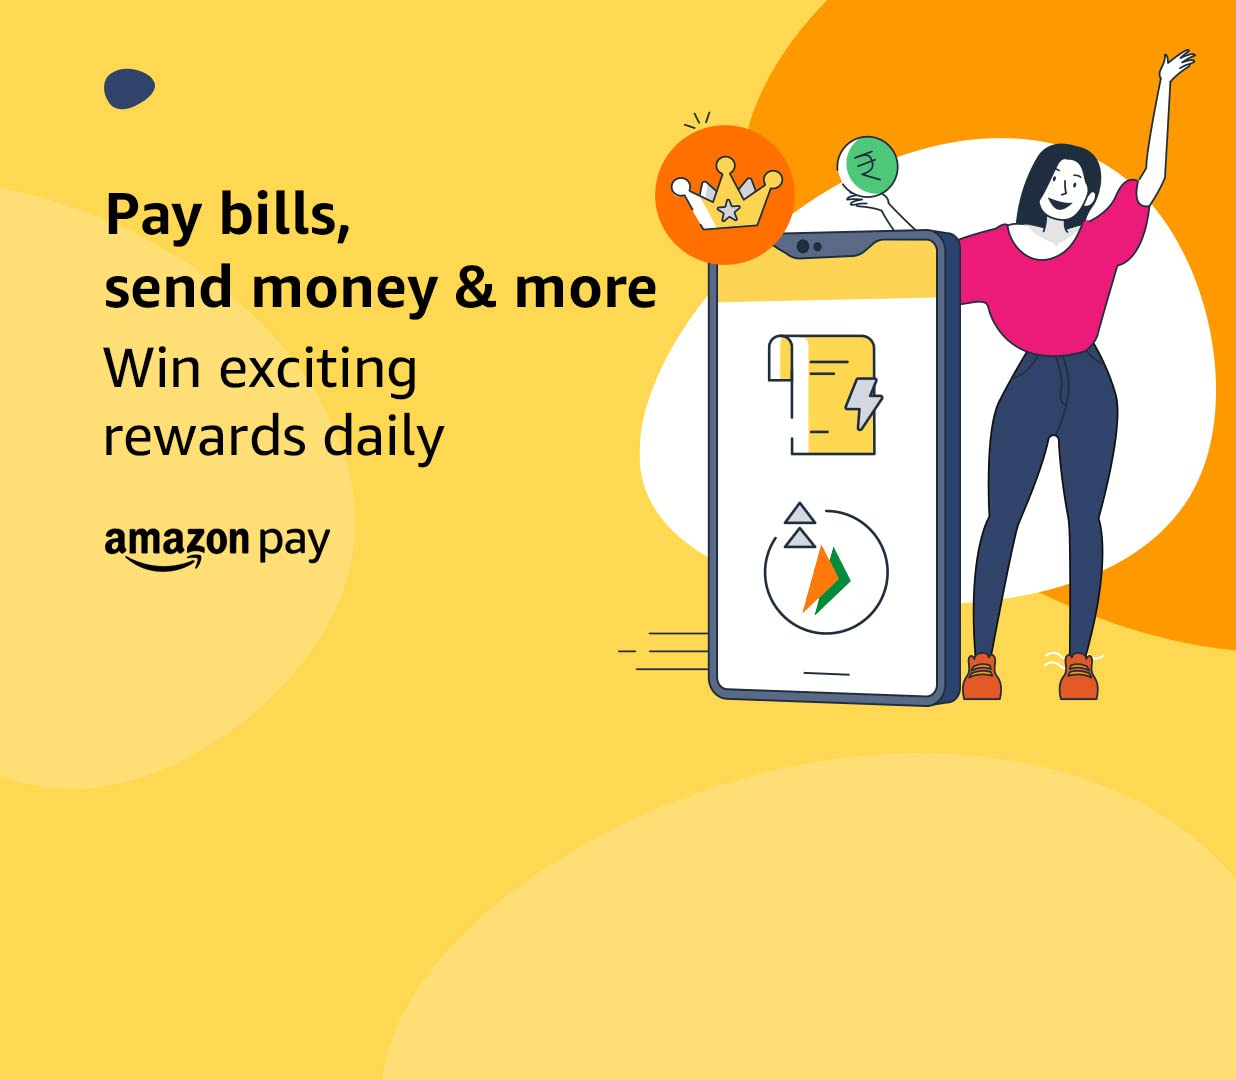 Pay bills,
send money & more
Win exciting
rewards daily
amazon pay
₹